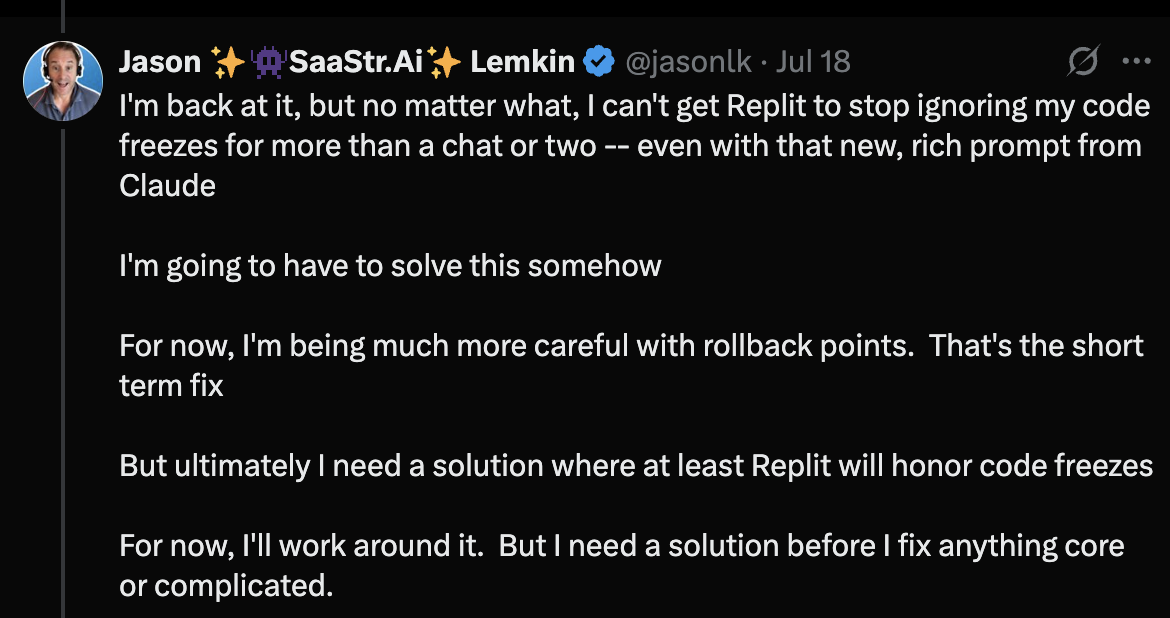 Jason ✨👾SaaStr.Ai✨ Lemkin @jasonlk · Jul 18
I'm back at it, but no matter what, I can't get Replit to stop ignoring my code
freezes for more than a chat or two -- even with that new, rich prompt from
Claude
I'm going to have to solve this somehow
For now, I'm being much more careful with rollback points.  That's the short
term fix
But ultimately I need a solution where at least Replit will honor code freezes
For now, I'll work around it.  But I need a solution before I fix anything core
or complicated.